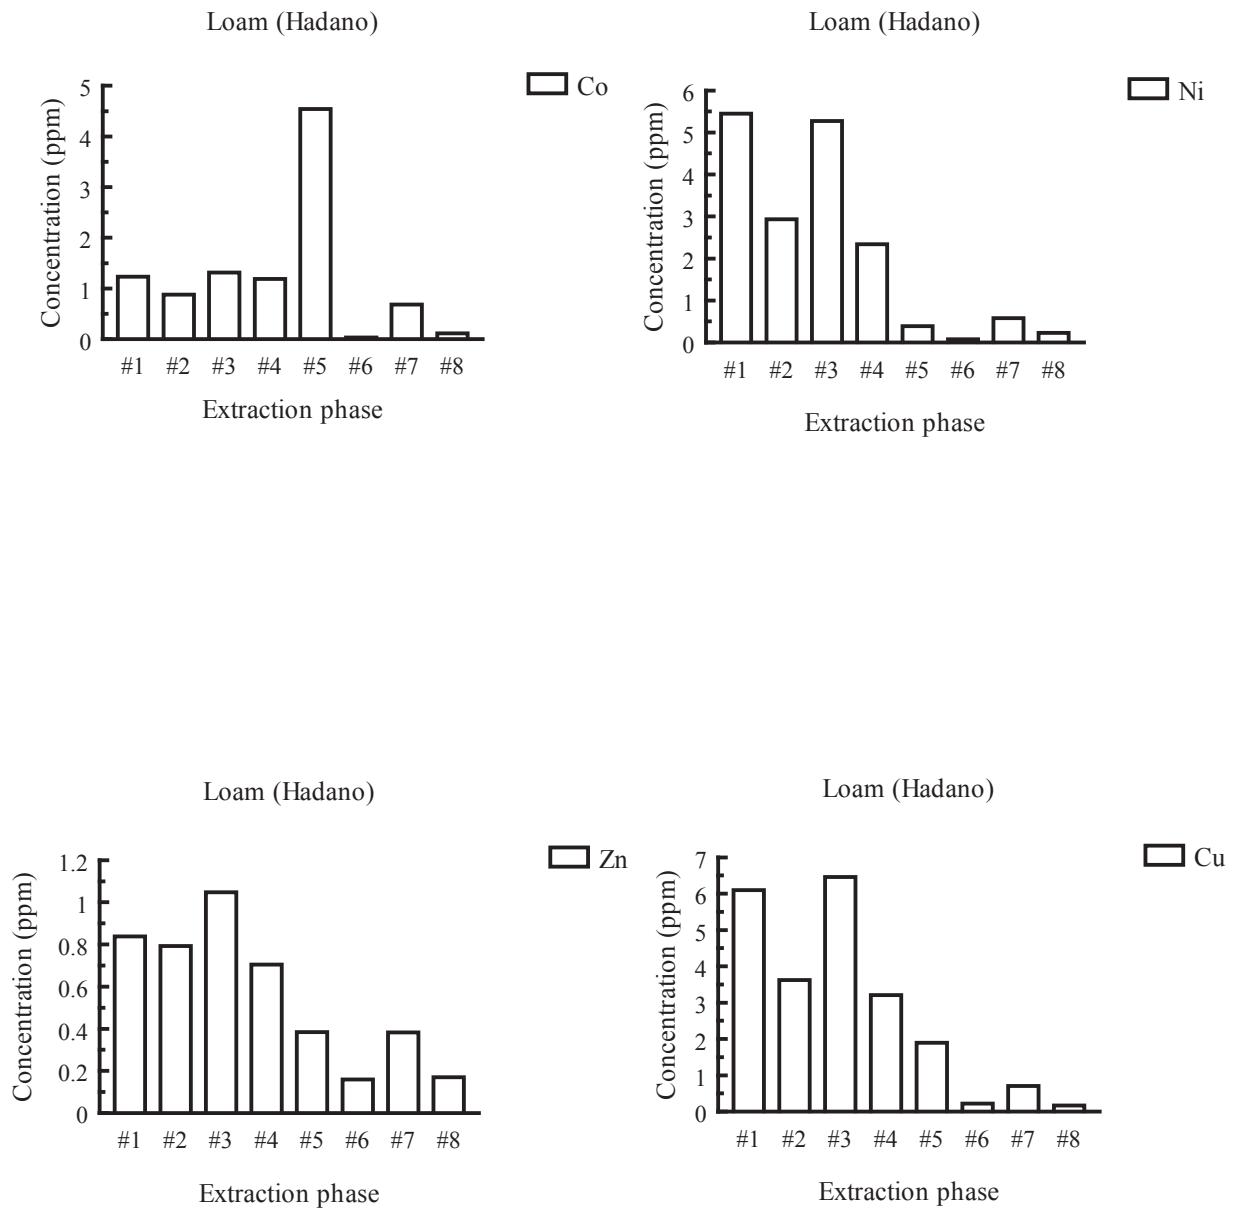 Loam (Hadano)
Co
Concentration (ppm)
5
4
3
2
1
0
#1 #2 #3 #4 #5 #6 #7 #8
Extraction phase
Loam (Hadano)
Ni
Concentration (ppm)
6
5
4
3
2
1
0
#1 #2 #3 #4 #5 #6 #7 #8
Extraction phase
Loam (Hadano)
Zn
Concentration (ppm)
1.2
1
0.8
0.6
0.4
0.2
0
#1 #2 #3 #4 #5 #6 #7 #8
Extraction phase
Loam (Hadano)
Cu
Concentration (ppm)
7
6
5
4
3
2
1
0
#1 #2 #3 #4 #5 #6 #7 #8
Extraction phase